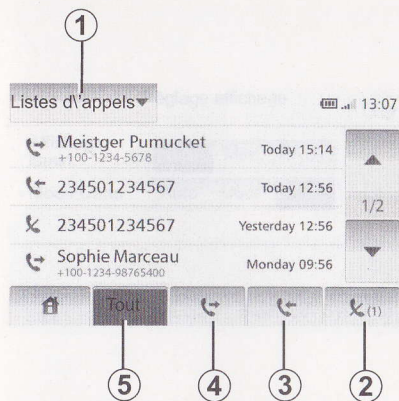 1
Listes d\'appels 13:07
Meistger Pumucket Today 15:14
+100-1234-5678
234501234567 Today 12:56
1/2
234501234567 Yesterday 12:56
Sophie Marceau Monday 09:56
+100-1234-98765400
Tout (1)
5 4 3 2